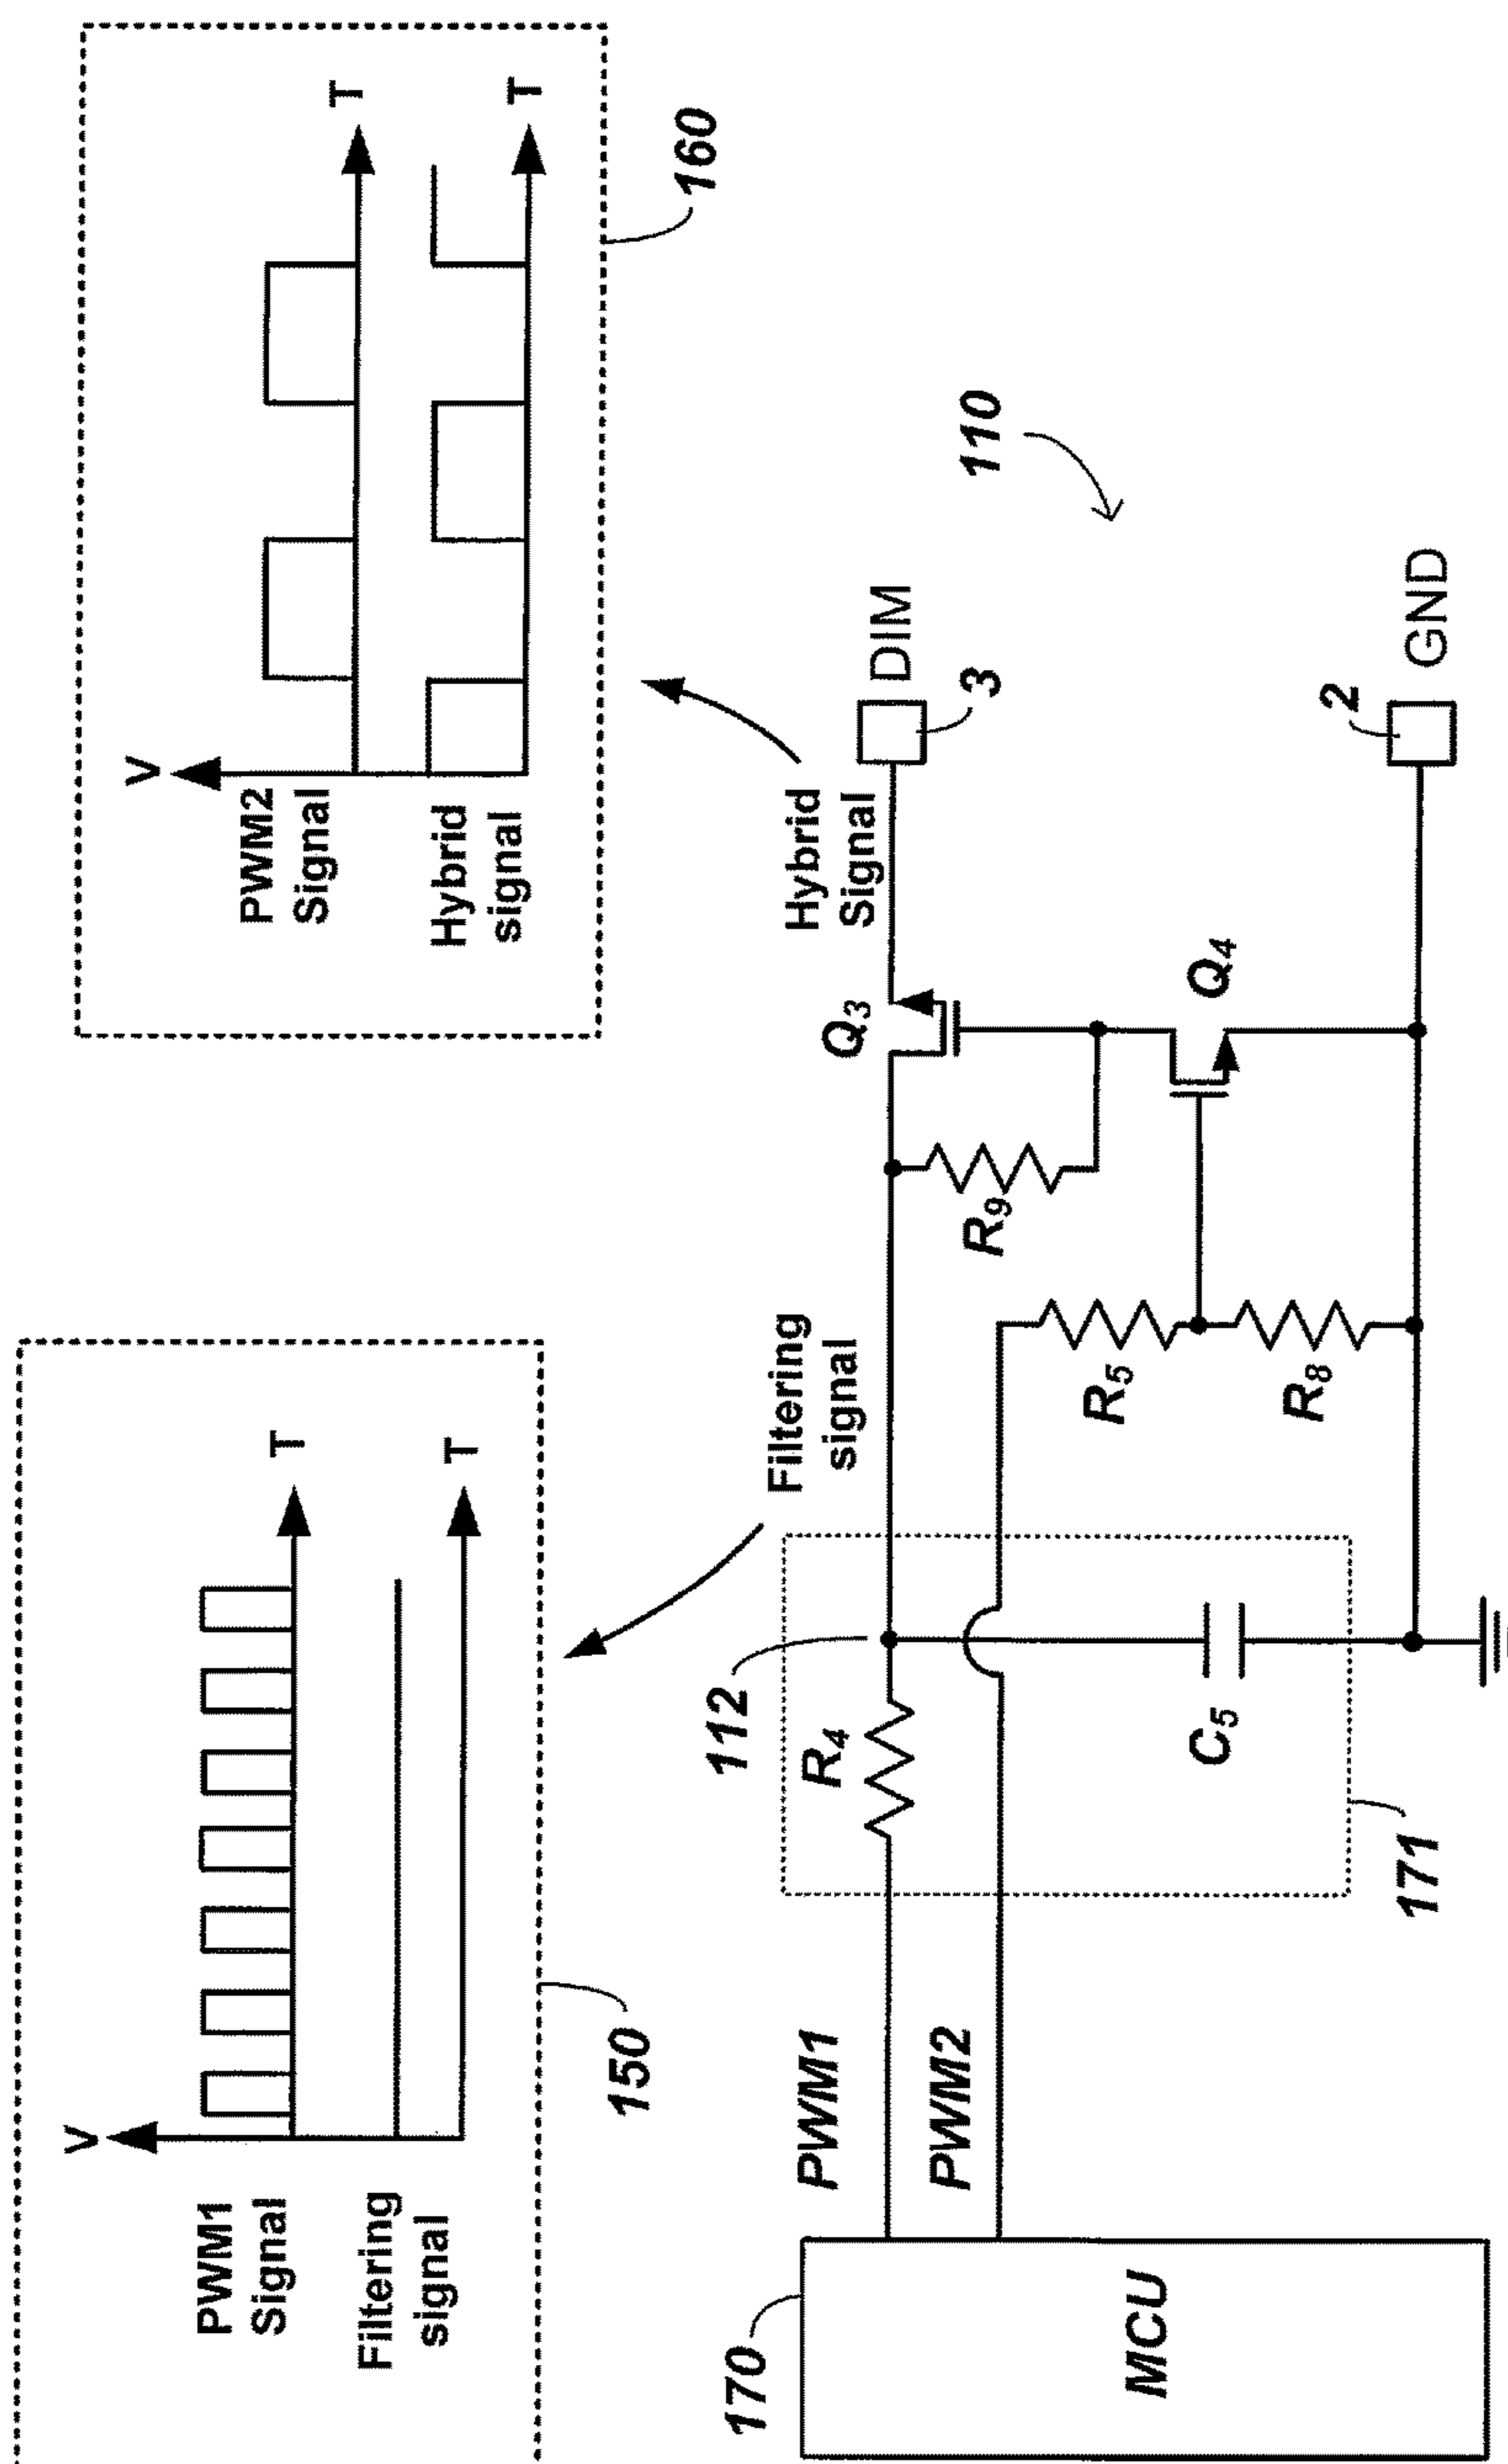 V
PWM1
Signal
T
Filtering
signal
T
150
V
PWM2
Signal
T
Hybrid
signal
T
160
170
MCU
PWM1
PWM2
112
R4
C5
171
Filtering
signal
R5
R8
R9
Q3
Q4
Hybrid
Signal
DIM
3
2
GND
110